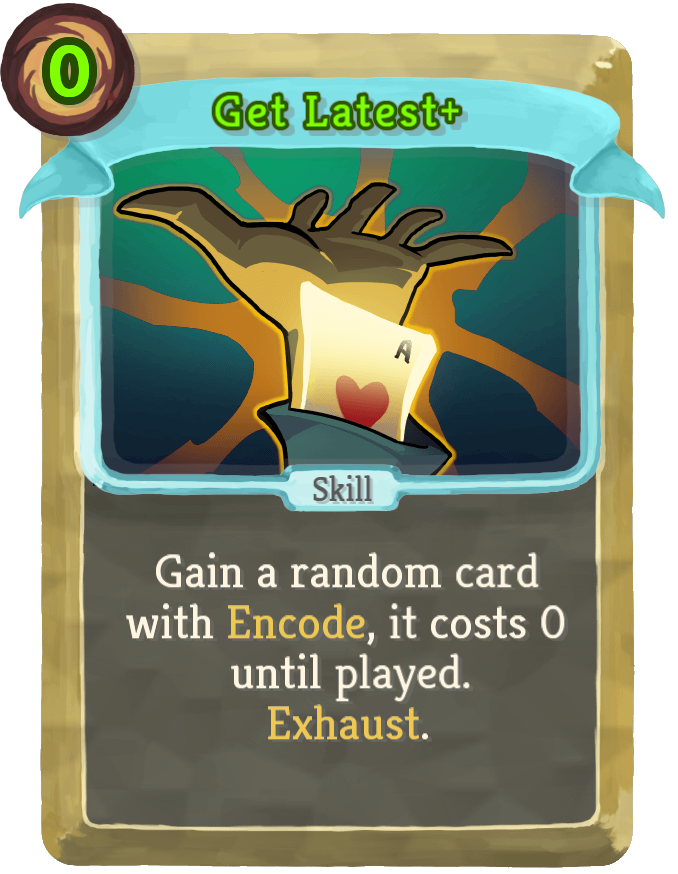 0
Get Latest+
A
Skill
Gain a random card
with Encode, it costs 0
until played.
Exhaust.